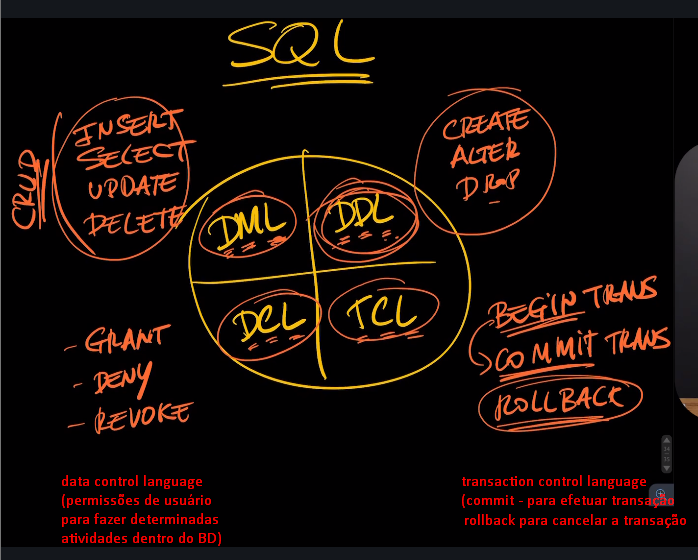 SQL
CRUD
INSERT
SELECT
UPDATE
DELETE
CREATE
ALTER
DROP
DML
DDL
DCL
TCL
- GRANT
- DENY
- REVOKE
BEGIN TRANS
COMMIT TRANS
ROLLBACK
data control language
(permissões de usuário
para fazer determinadas
atividades dentro do BD)
transaction control language
(commit - para efetuar transação
rollback para cancelar a transação